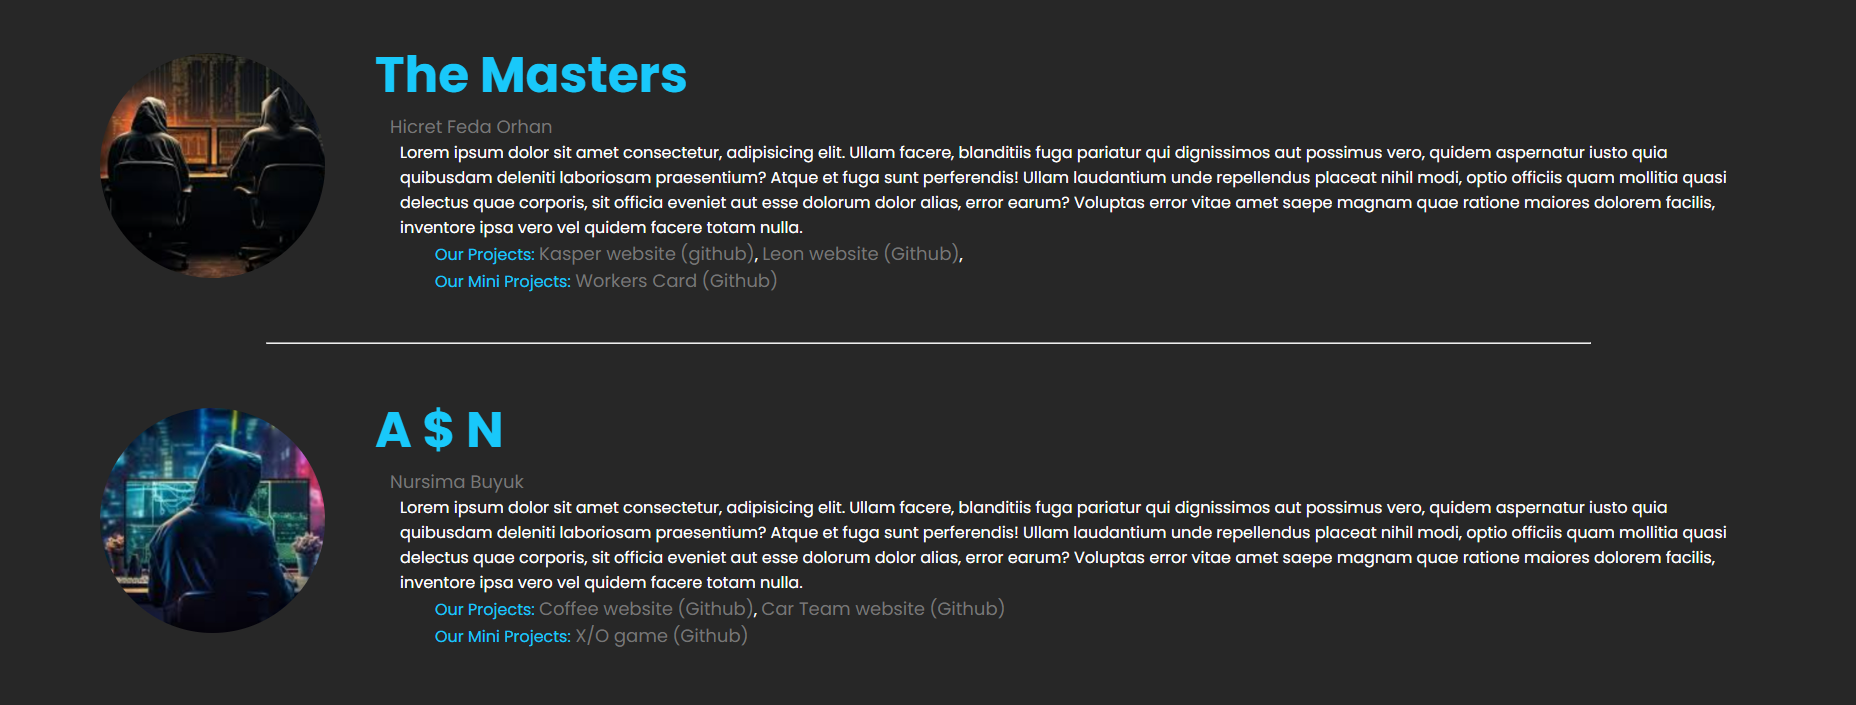 The Masters
Hicret Feda Orhan
Lorem ipsum dolor sit amet consectetur, adipisicing elit. Ullam facere, blanditiis fuga pariatur qui dignissimos aut possimus vero, quidem aspernatur iusto quia
quibusdam deleniti laboriosam praesentium? Atque et fuga sunt perferendis! Ullam laudantium unde repellendus placeat nihil modi, optio officiis quam mollitia quasi
delectus quae corporis, sit officia eveniet aut esse dolorum dolor alias, error earum? Voluptas error vitae amet saepe magnam quae ratione maiores dolorem facilis,
inventore ipsa vero vel quidem facere totam nulla.
Our Projects: Kasper website (github), Leon website (Github),
Our Mini Projects: Workers Card (Github)
A $ N
Nursima Buyuk
Lorem ipsum dolor sit amet consectetur, adipisicing elit. Ullam facere, blanditiis fuga pariatur qui dignissimos aut possimus vero, quidem aspernatur iusto quia
quibusdam deleniti laboriosam praesentium? Atque et fuga sunt perferendis! Ullam laudantium unde repellendus placeat nihil modi, optio officiis quam mollitia quasi
delectus quae corporis, sit officia eveniet aut esse dolorum dolor alias, error earum? Voluptas error vitae amet saepe magnam quae ratione maiores dolorem facilis,
inventore ipsa vero vel quidem facere totam nulla.
Our Projects: Coffee website (Github), Car Team website (Github)
Our Mini Projects: X/O game (Github)